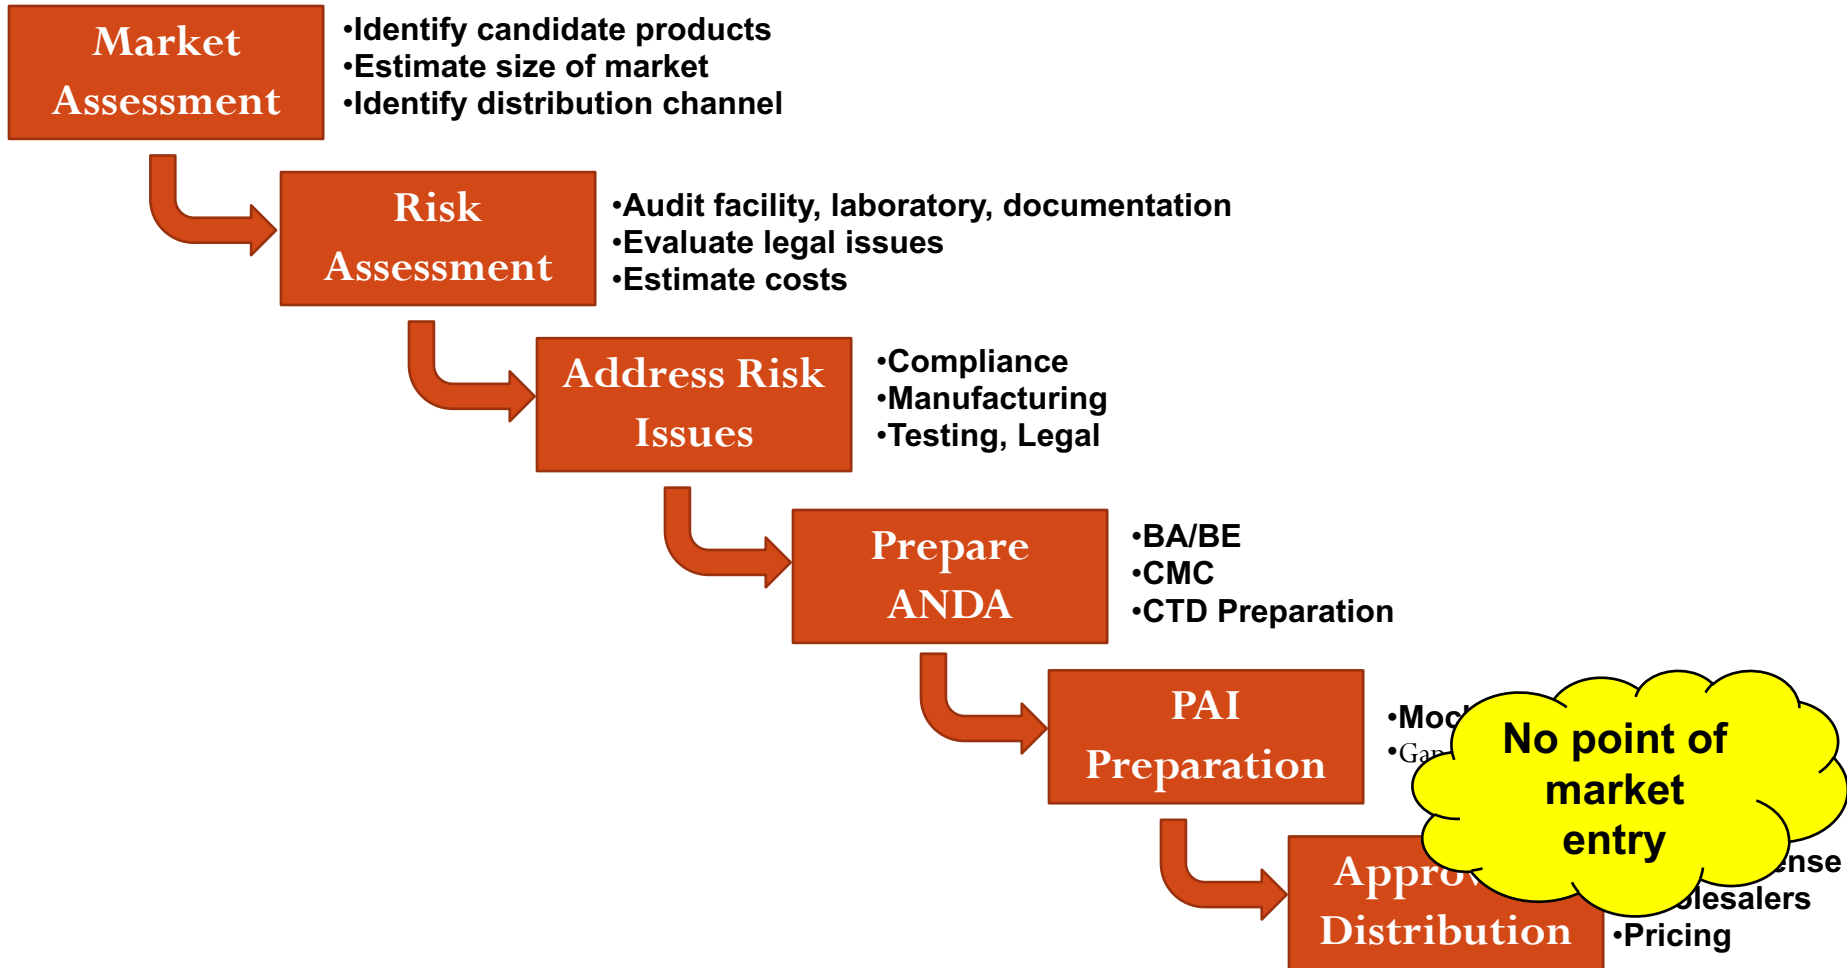 Market
Assessment
•Identify candidate products
•Estimate size of market
•Identify distribution channel
Risk
Assessment
•Audit facility, laboratory, documentation
•Evaluate legal issues
•Estimate costs
Address Risk
Issues
•Compliance
•Manufacturing
•Testing, Legal
Prepare
ANDA
•BA/BE
•CMC
•CTD Preparation
PAI
Preparation
No point of
market
entry
Distribution
•Pricing